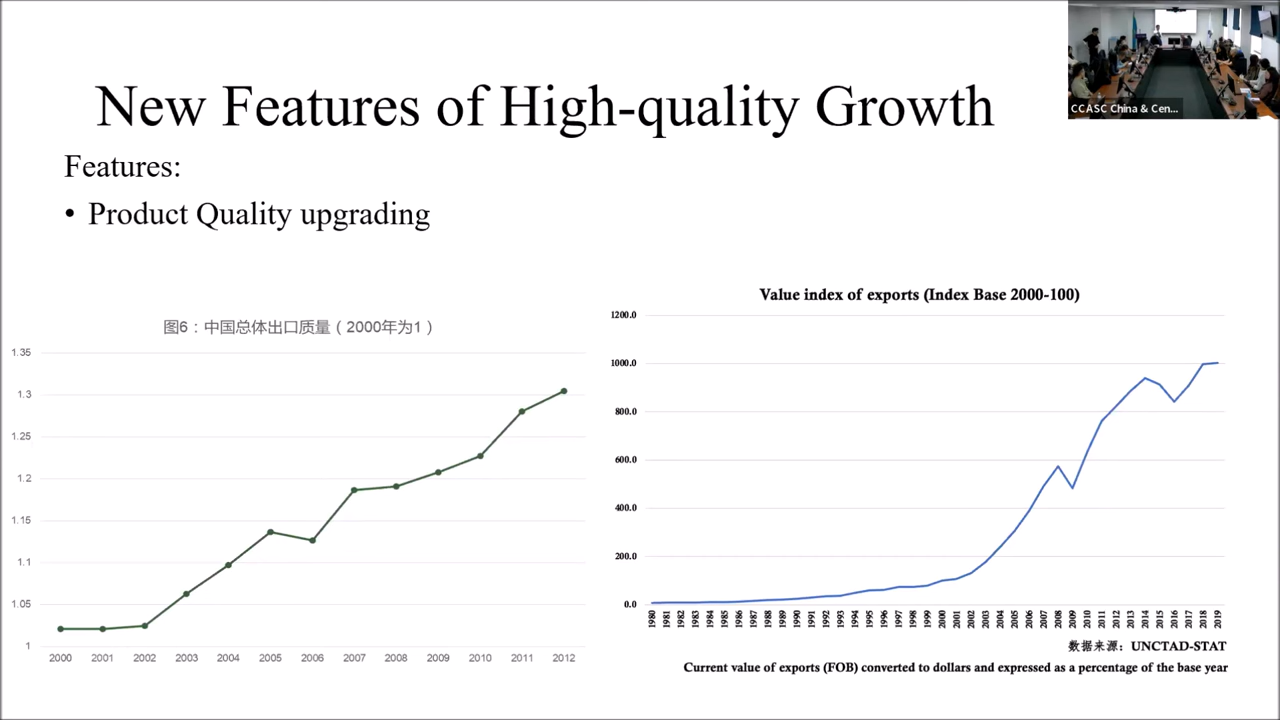 New Features of High-quality Growth
CCASC China & Cen...
Features:
• Product Quality upgrading
图6：中国总体出口质量（2000年为1）
1.35
1.3
1.25
1.2
1.15
1.1
1.05
1
2000 2001 2002 2003 2004 2005 2006 2007 2008 2009 2010 2011 2012
Value index of exports (Index Base 2000-100)
1200.0
1000.0
800.0
600.0
400.0
200.0
0.0
1980 1981 1982 1983 1984 1985 1986 1987 1988 1989 1990 1991 1992 1993 1994 1995 1996 1997 1998 1999 2000 2001 2002 2003 2004 2005 2006 2007 2008 2009 2010 2011 2012 2013 2014 2015 2016 2017 2018 2019
数据来源：UNCTAD-STAT
Current value of exports (FOB) converted to dollars and expressed as a percentage of the base year